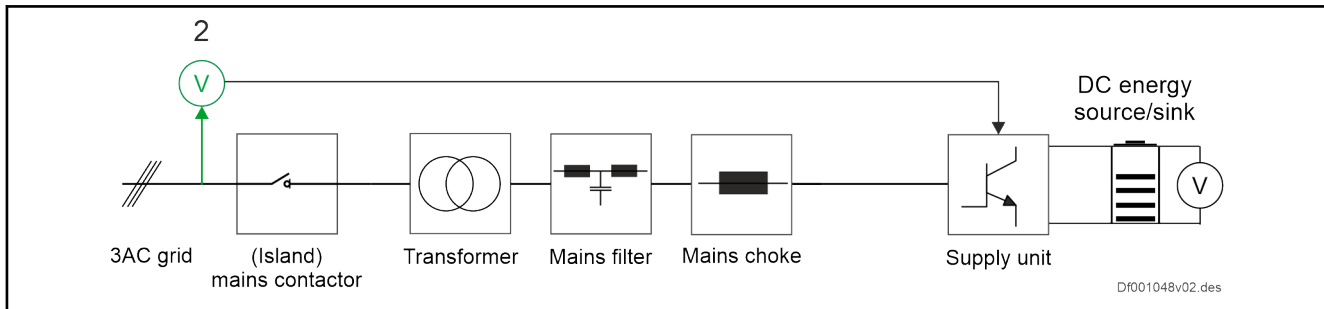 2
V
DC energy
source/sink
V
3AC grid
(Island)
mains contactor
Transformer
Mains filter
Mains choke
Supply unit
Df001048v02.des